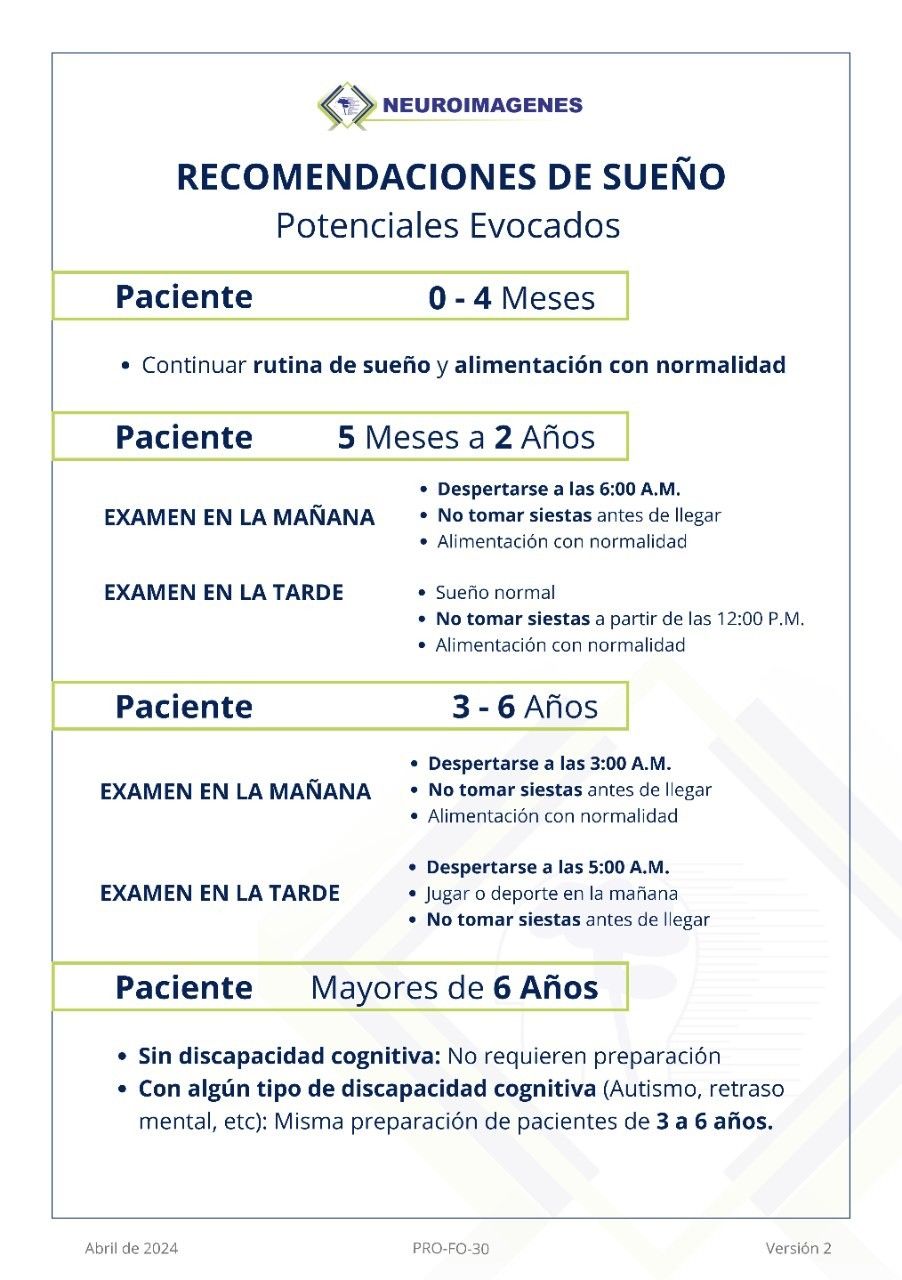 NEUROIMAGENES
RECOMENDACIONES DE SUEÑO
Potenciales Evocados
Paciente 0 - 4 Meses
• Continuar rutina de sueño y alimentación con normalidad
Paciente 5 Meses a 2 Años
EXAMEN EN LA MAÑANA
• Despertarse a las 6:00 A.M.
• No tomar siestas antes de llegar
• Alimentación con normalidad
EXAMEN EN LA TARDE
• Sueño normal
• No tomar siestas a partir de las 12:00 P.M.
• Alimentación con normalidad
Paciente 3 - 6 Años
EXAMEN EN LA MAÑANA
• Despertarse a las 3:00 A.M.
• No tomar siestas antes de llegar
• Alimentación con normalidad
EXAMEN EN LA TARDE
• Despertarse a las 5:00 A.M.
• Jugar o deporte en la mañana
• No tomar siestas antes de llegar
Paciente Mayores de 6 Años
• Sin discapacidad cognitiva: No requieren preparación
• Con algún tipo de discapacidad cognitiva (Autismo, retraso
mental, etc): Misma preparación de pacientes de 3 a 6 años.
Abril de 2024 PRO-FO-30 Versión 2